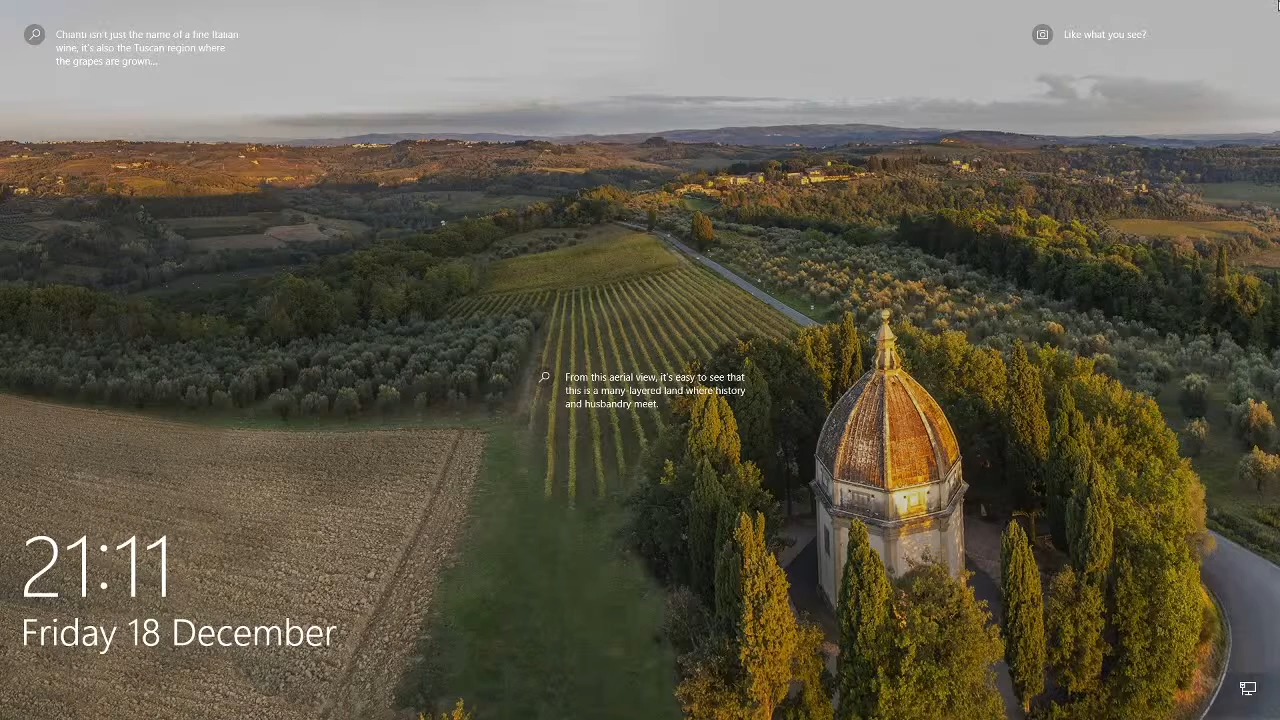 Chianti isn't just the name of a fine Italian
wine, it's also the Tuscan region where
the grapes are grown...
Like what you see?
From this aerial view, it's easy to see that
this is a many-layered land where history
and husbandry meet.
21:11
Friday 18 December